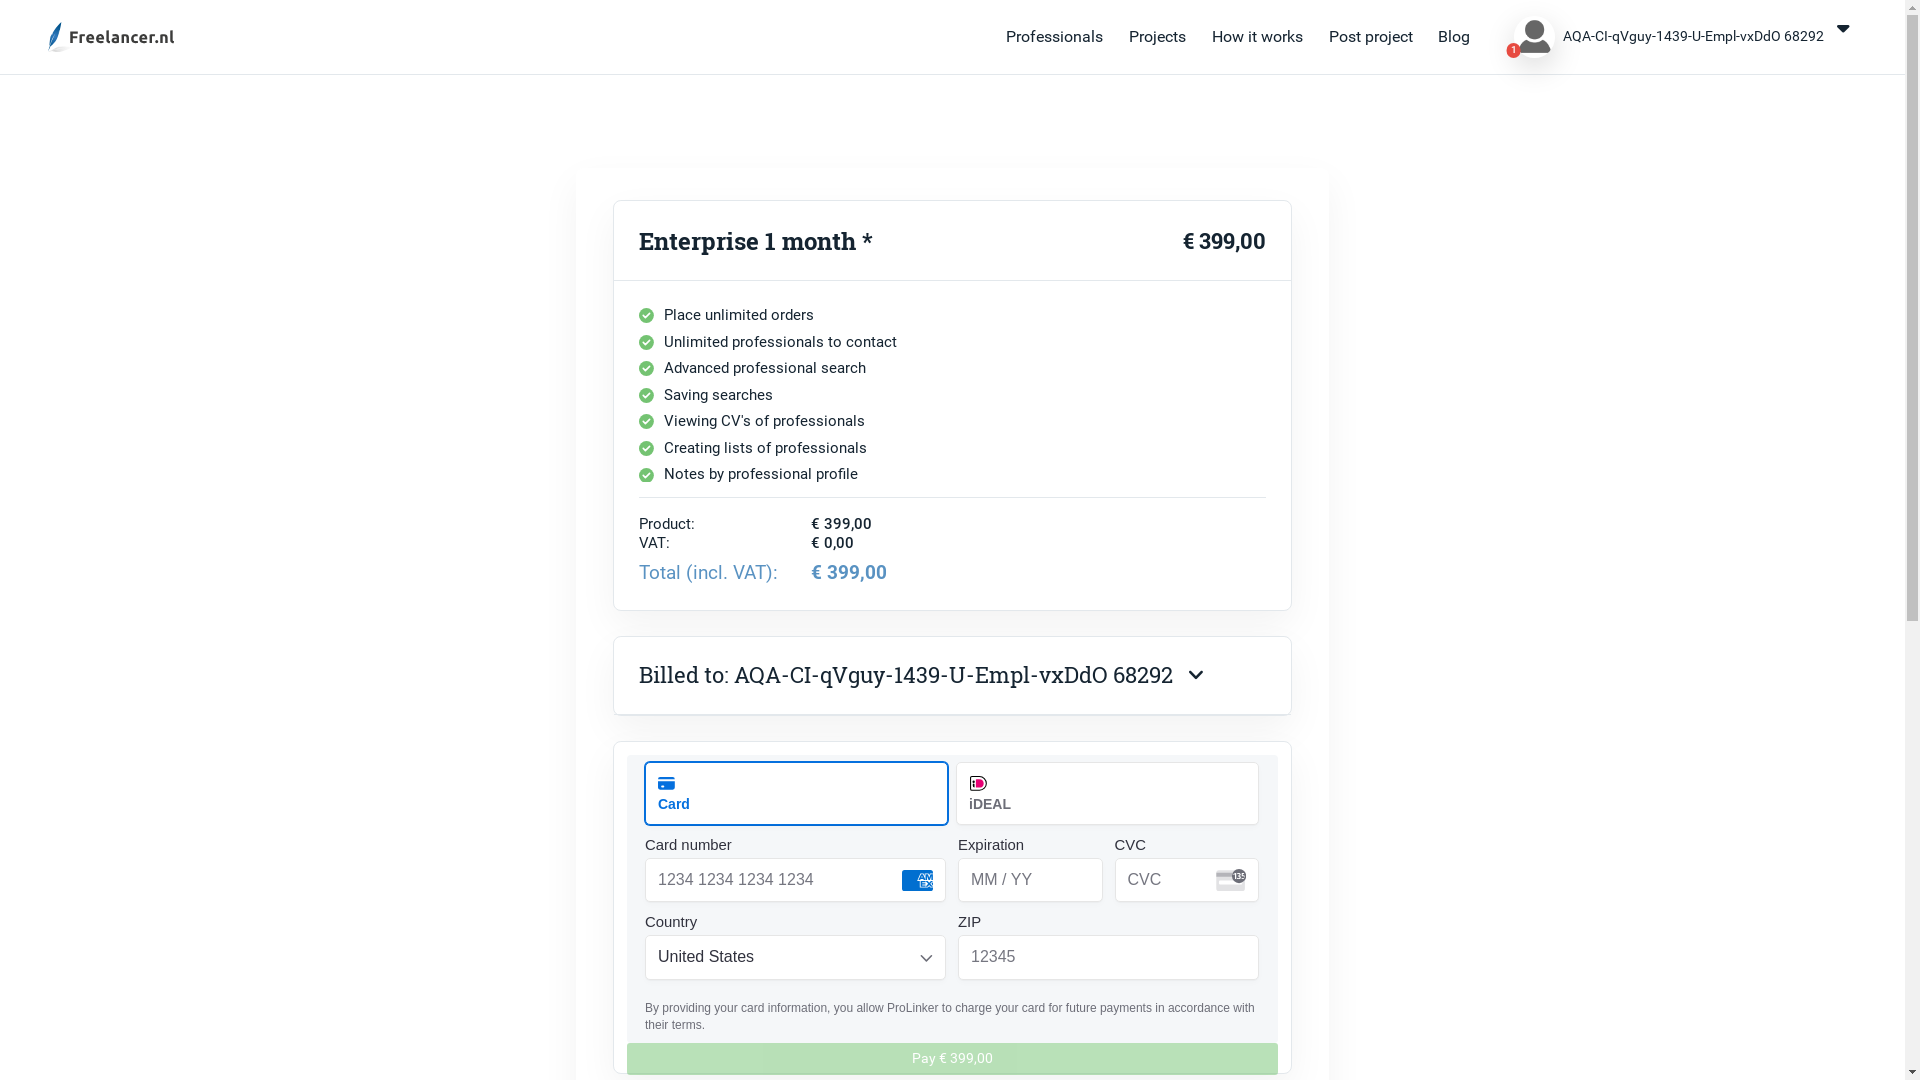 Freelancer.nl
Professionals Projects How it works Post project Blog 1 AQA-CI-qVguy-1439-U-Empl-vxDdO 68292
Enterprise 1 month * € 399,00
Place unlimited orders
Unlimited professionals to contact
Advanced professional search
Saving searches
Viewing CV's of professionals
Creating lists of professionals
Notes by professional profile
Product: € 399,00
VAT: € 0,00
Total (incl. VAT): € 399,00
Billed to: AQA-CI-qVguy-1439-U-Empl-vxDdO 68292
Card iDEAL
Card number Expiration CVC
1234 1234 1234 1234 AMEX MM / YY CVC 135
Country ZIP
United States 12345
By providing your card information, you allow ProLinker to charge your card for future payments in accordance with
their terms.
Pay € 399,00